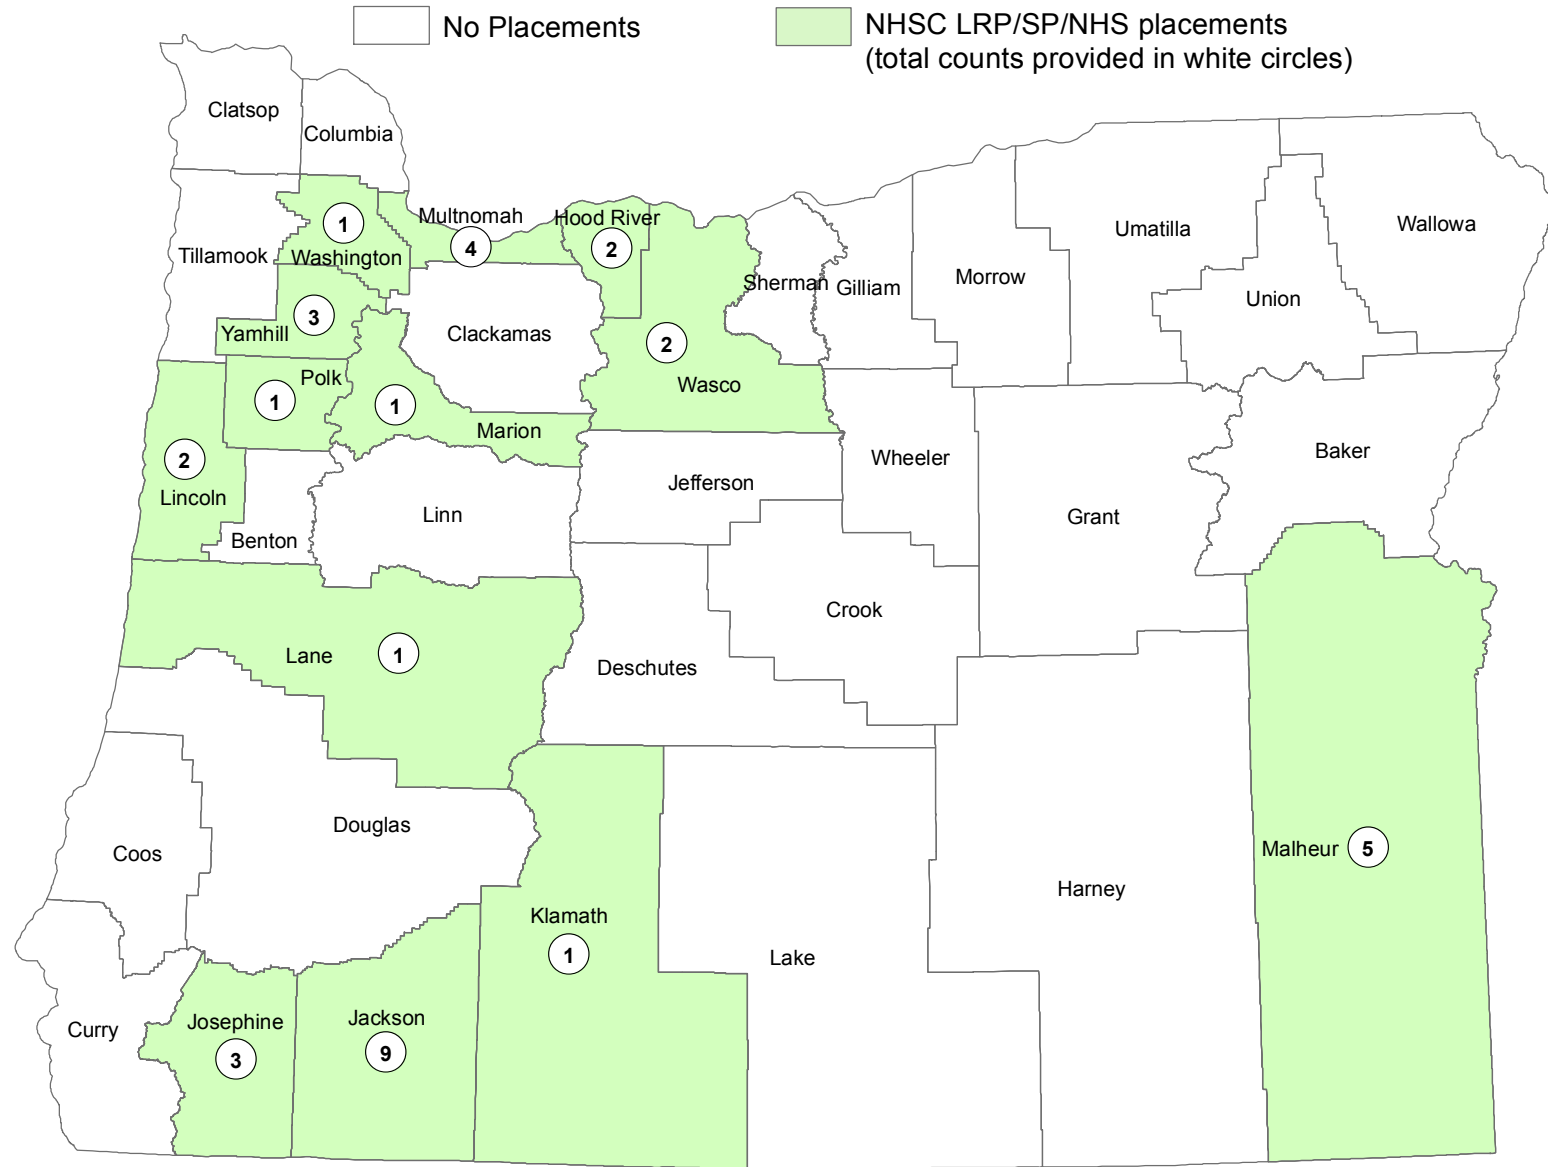 No Placements
NHSC LRP/SP/NHS placements
(total counts provided in white circles)
Clatsop
Columbia
Multnomah
Hood River
1
4
2
Tillamook
Washington
Sherman
Gilliam
Morrow
Umatilla
Wallowa
Union
3
Yamhill
Clackamas
2
Wasco
Polk
1
1
Marion
Wheeler
Baker
2
Lincoln
Jefferson
Linn
Grant
Benton
Crook
Lane
1
Deschutes
Douglas
Coos
Malheur
5
Harney
Klamath
1
Lake
Curry
Josephine
3
Jackson
9